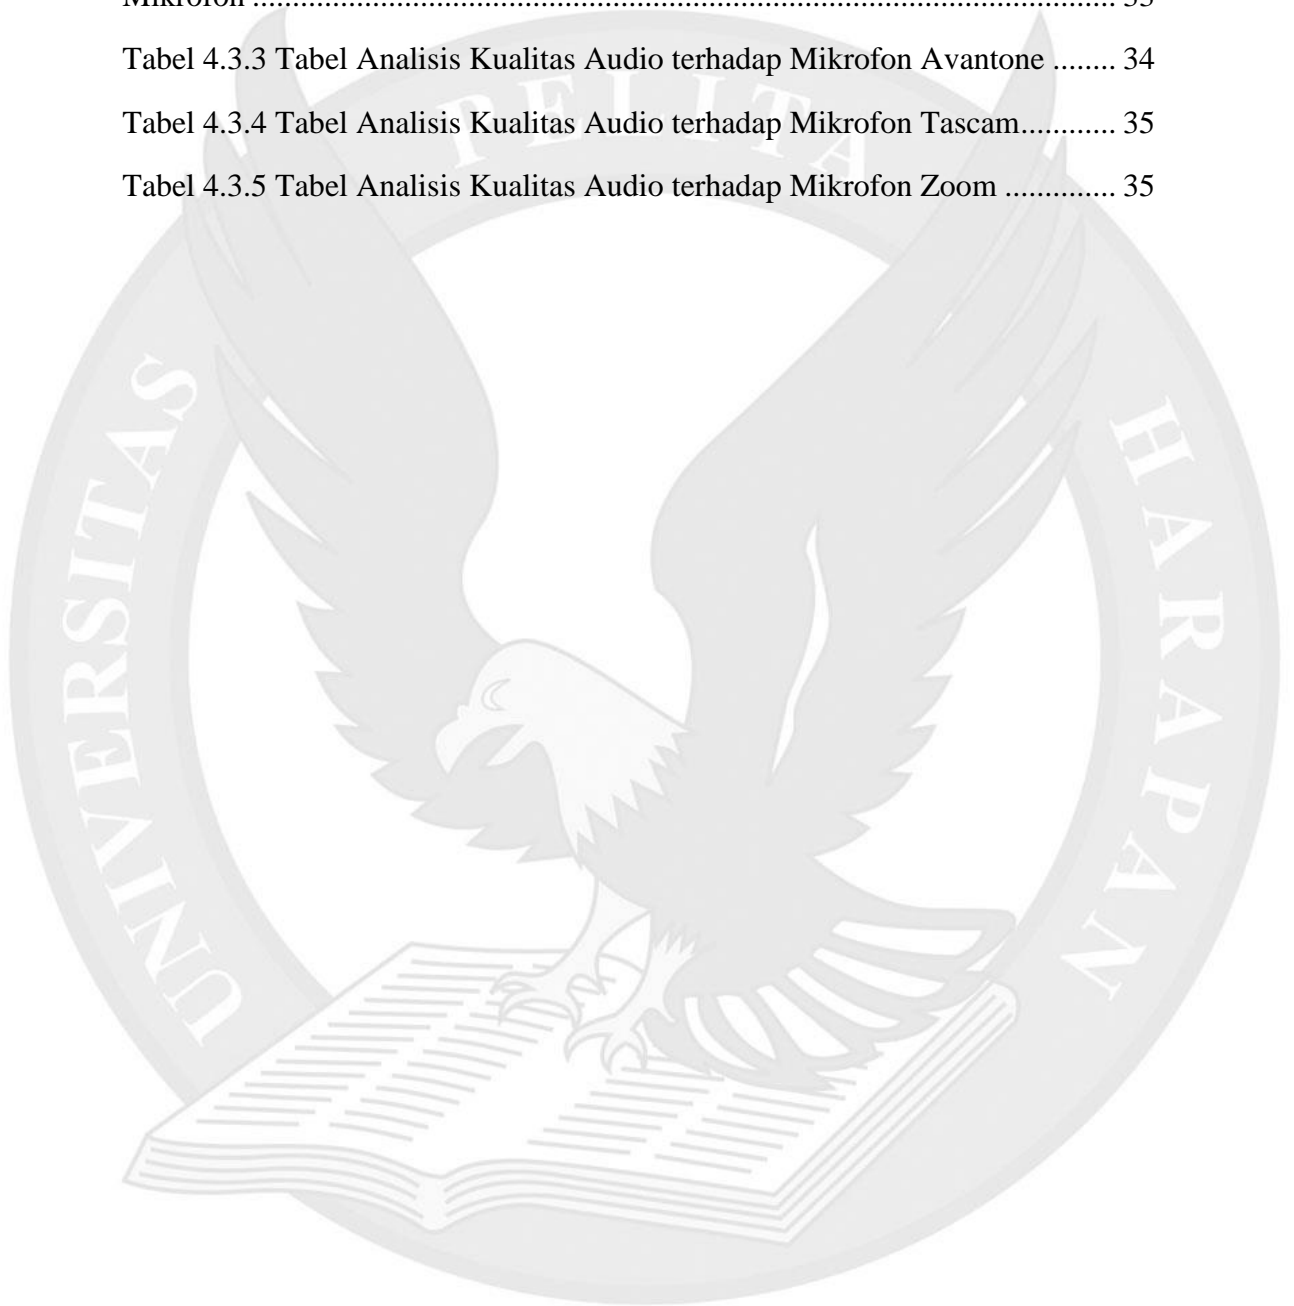 Mikrofon ............................................................................................................... 33
Tabel 4.3.3 Tabel Analisis Kualitas Audio terhadap Mikrofon Avantone ........ 34
Tabel 4.3.4 Tabel Analisis Kualitas Audio terhadap Mikrofon Tascam............ 35
Tabel 4.3.5 Tabel Analisis Kualitas Audio terhadap Mikrofon Zoom ............. 35
UNIVERSITAS PELITA HARAPAN